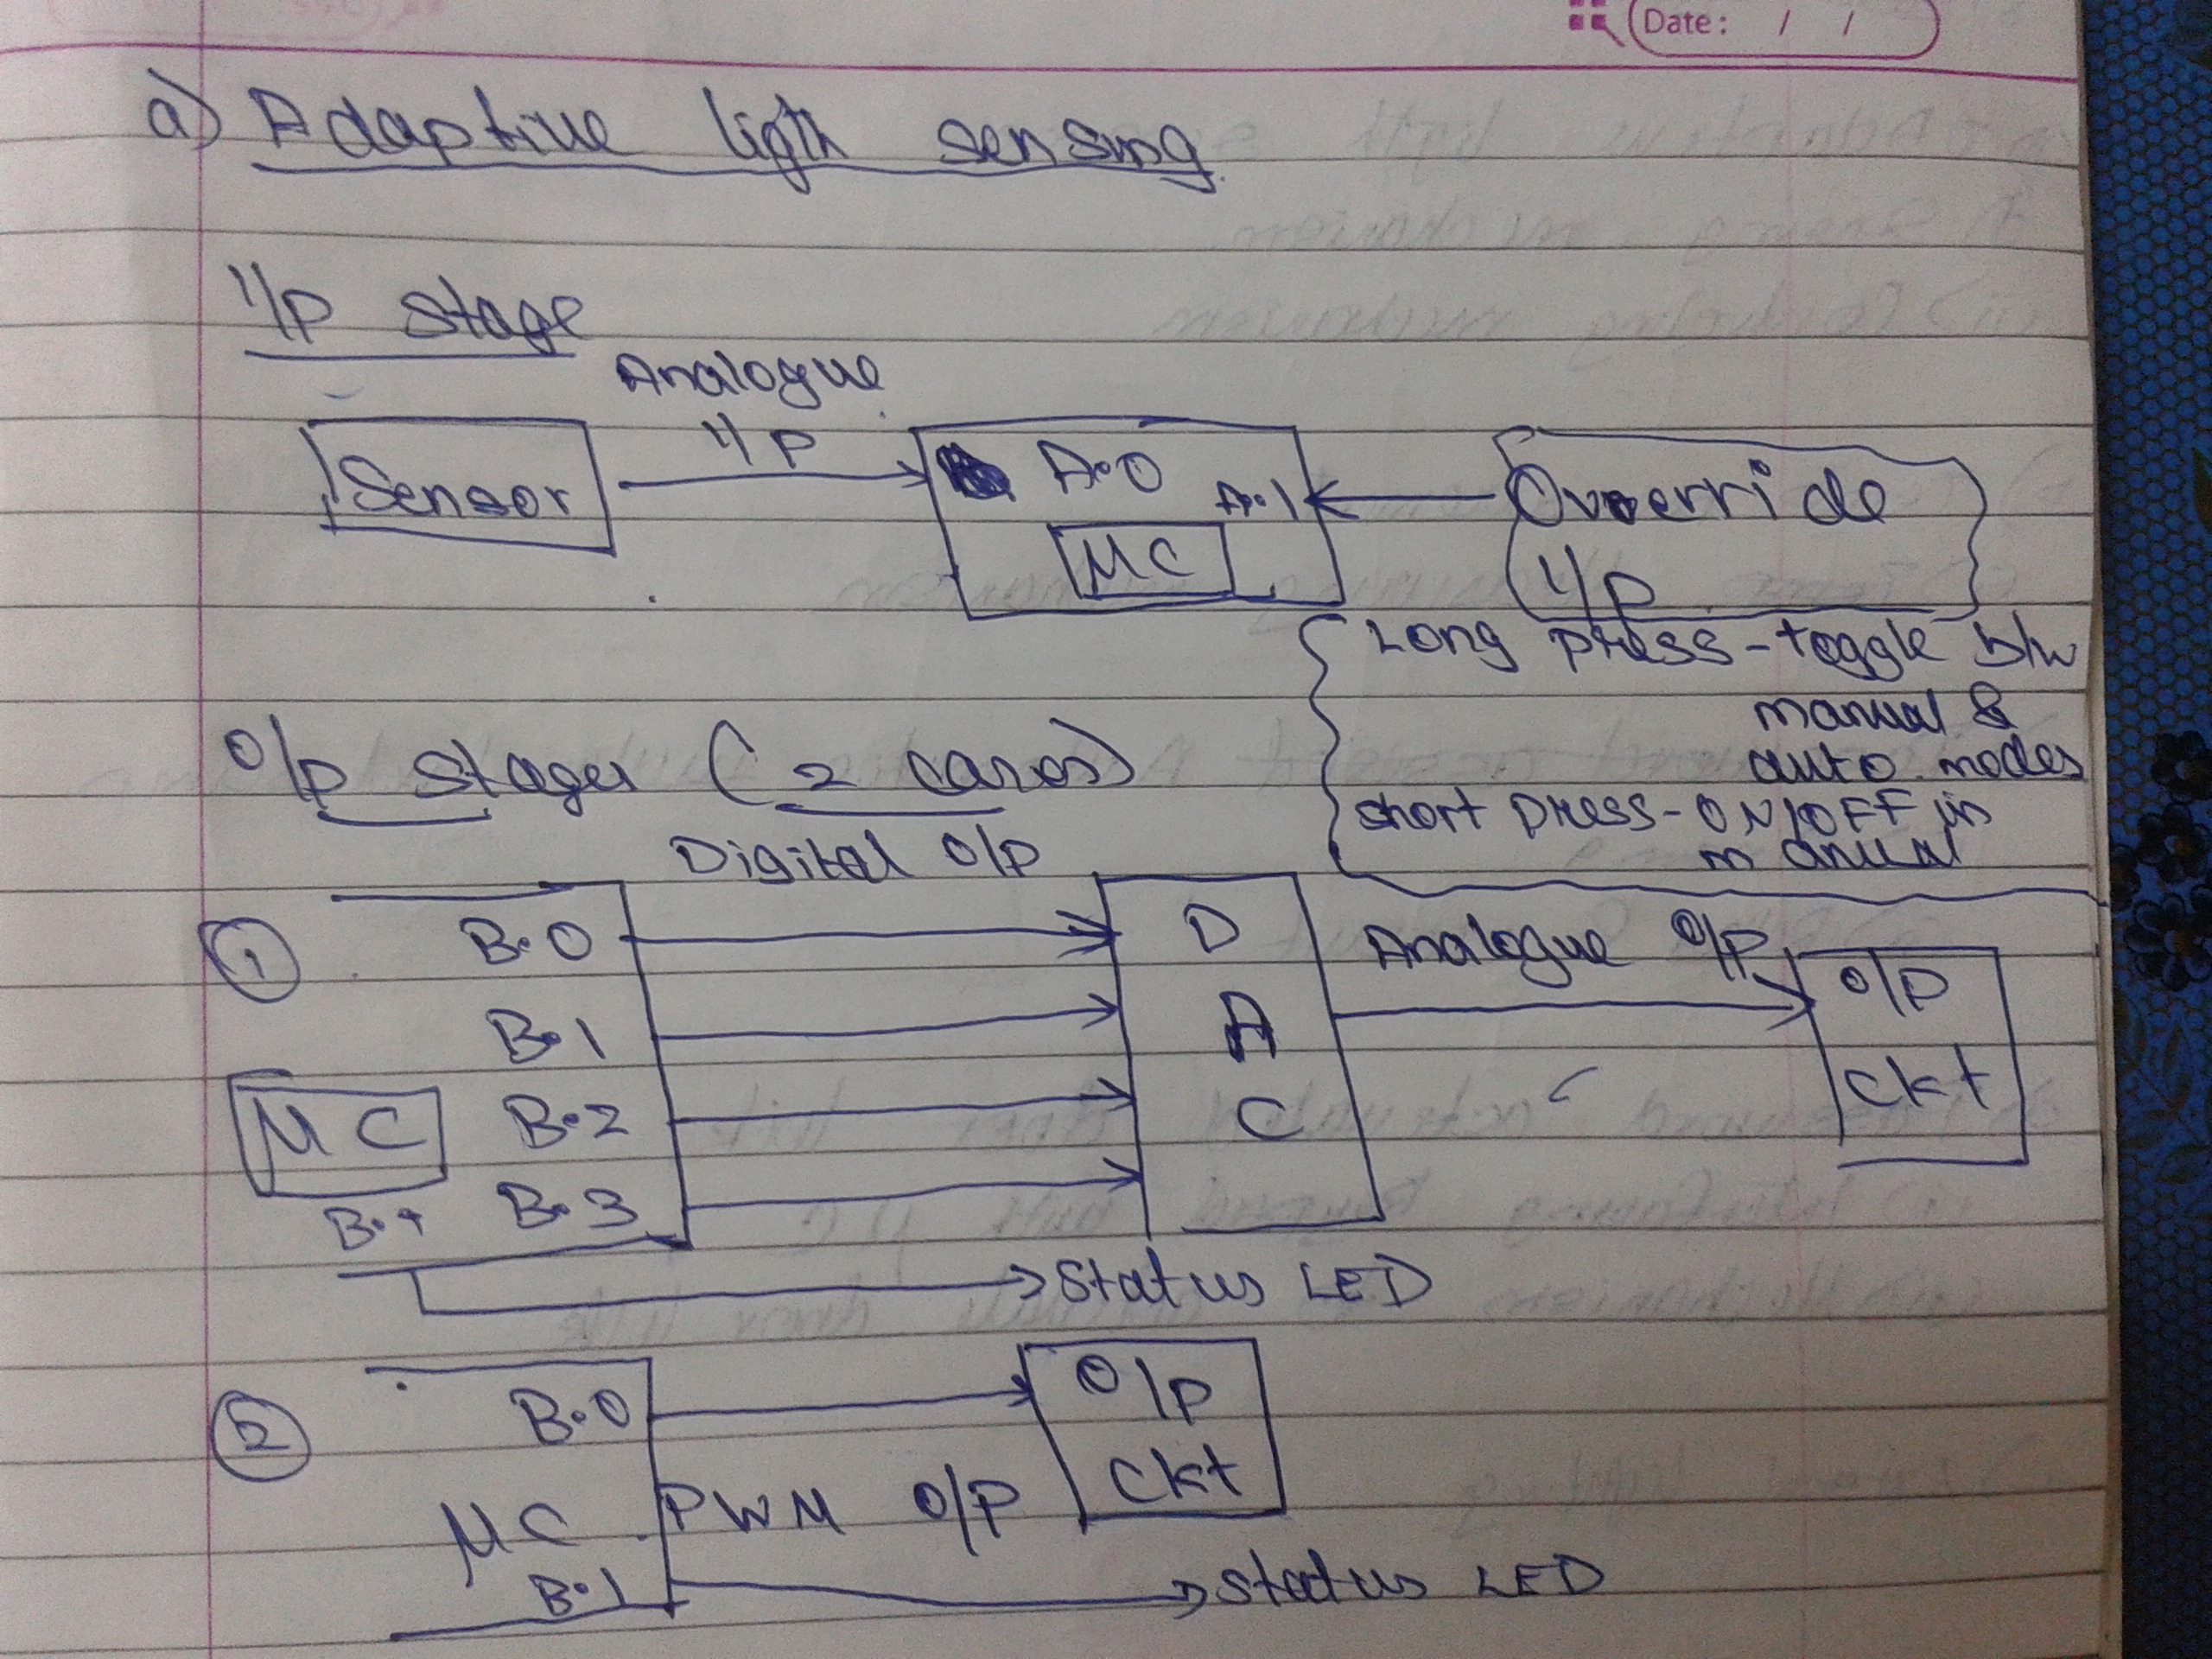 Date: / /
a) Adaptive ligth sensing
I/P stage
Analogue
I/P
Sensor
A.0
A.1
MC
Override
I/P
Long press - toggle b/w
manual &
auto modes
short press - ON/OFF in
manual
O/p stages (2 cases)
Digital O/P
1
B.0
B.1
MC B.2
B.4 B.3
D
A
C
Analogue O/P
O/P
Ckt
Status LED
2
B.0
MC
B.1
PWM O/P
O/P
Ckt
Status LED